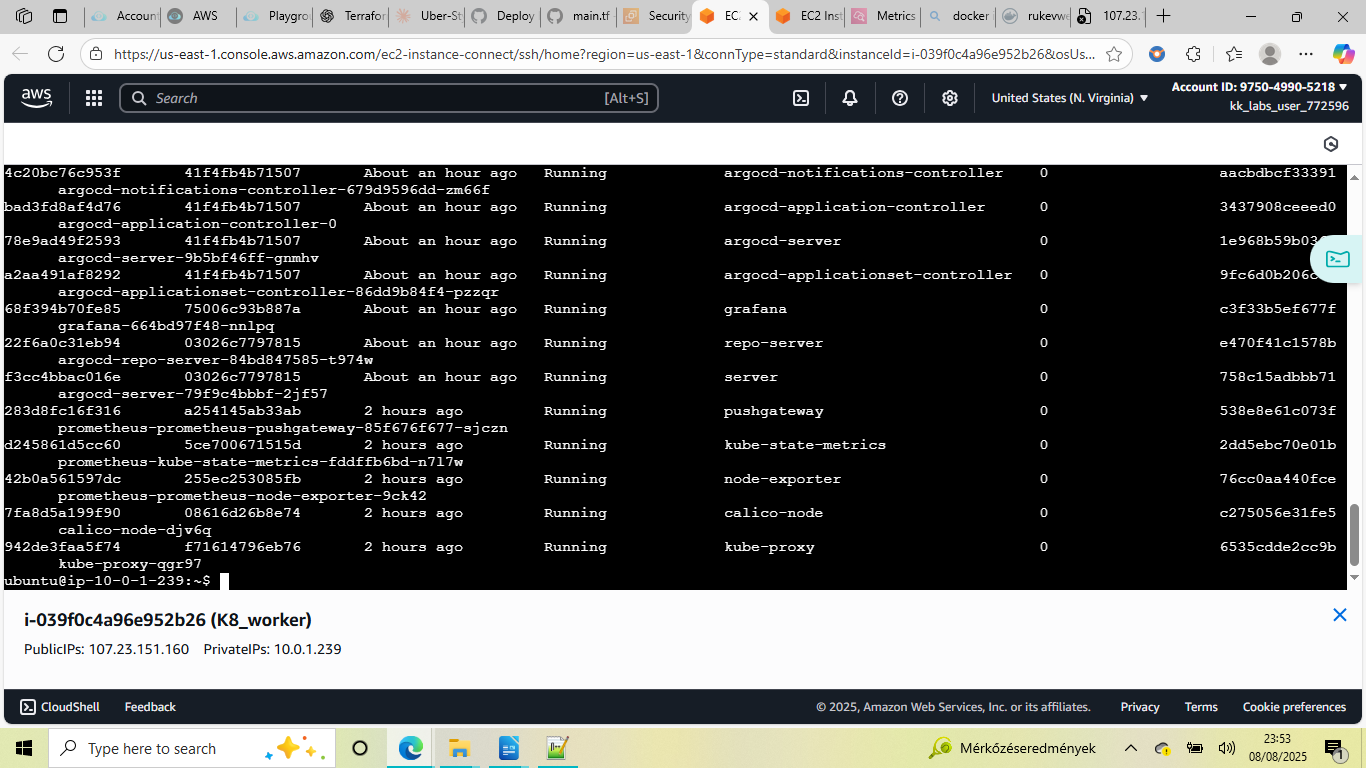 Account
AWS
Playgrou
Terrafor
Uber-St
Deploy
main.tf
Security
EC2
EC2 Inst
Metrics
docker
rukevwe
107.23.1
https://us-east-1.console.aws.amazon.com/ec2-instance-connect/ssh/home?region=us-east-1&connType=standard&instanceId=i-039f0c4a96e952b26&osUs...
aws
Search
[Alt+S]
United States (N. Virginia)
Account ID: 9750-4990-5218
kk_labs_user_772596
4c20bc76c953f 41f4fb4b71507 About an hour ago Running argocd-notifications-controller 0 aacbdbcf33391
argocd-notifications-controller-679d9596dd-zm66f
bad3fd8af4d76 41f4fb4b71507 About an hour ago Running argocd-application-controller 0 3437908ceeed0
argocd-application-controller-0
78e9ad49f2593 41f4fb4b71507 About an hour ago Running argocd-server 0
argocd-server-9b5bf46ff-gnmhv
a2aa491af8292 41f4fb4b71507 About an hour ago Running argocd-applicationset-controller 0
argocd-applicationset-controller-86dd9b84f4-pzzqr
68f394b70fe85 75006c93b887a About an hour ago Running grafana 0 c3f33b5ef677f
grafana-664bd97f48-nnlpq
22f6a0c31eb94 03026c7797815 About an hour ago Running repo-server 0 e470f41c1578b
argocd-repo-server-84bd847585-t974w
f3cc4bbac016e 03026c7797815 About an hour ago Running server 0 758c15adbbb71
argocd-server-79f9c4bbbf-2jf57
283d8fc16f316 a254145ab33ab 2 hours ago Running pushgateway 0 538e8e61c073f
prometheus-prometheus-pushgateway-85f676f677-sjczn
d245861d5cc60 5ce700671515d 2 hours ago Running kube-state-metrics 0 2dd5ebc70e01b
prometheus-kube-state-metrics-fddffb6bd-n7l7w
42b0a561597dc 255ec253085fb 2 hours ago Running node-exporter 0 76cc0aa440fce
prometheus-prometheus-node-exporter-9ck42
7fa8d5a199f90 08616d26b8e74 2 hours ago Running calico-node 0 c275056e31fe5
calico-node-djv6q
942de3faa5f74 f71614796eb76 2 hours ago Running kube-proxy 0 6535cdde2cc9b
kube-proxy-qgr97
ubuntu@ip-10-0-1-239:~$
i-039f0c4a96e952b26 (K8_worker)
PublicIPs: 107.23.151.160 PrivateIPs: 10.0.1.239
CloudShell
Feedback
© 2025, Amazon Web Services, Inc. or its affiliates.
Privacy
Terms
Cookie preferences
Type here to search
Mérkőzéseredmények
23:53
08/08/2025
1